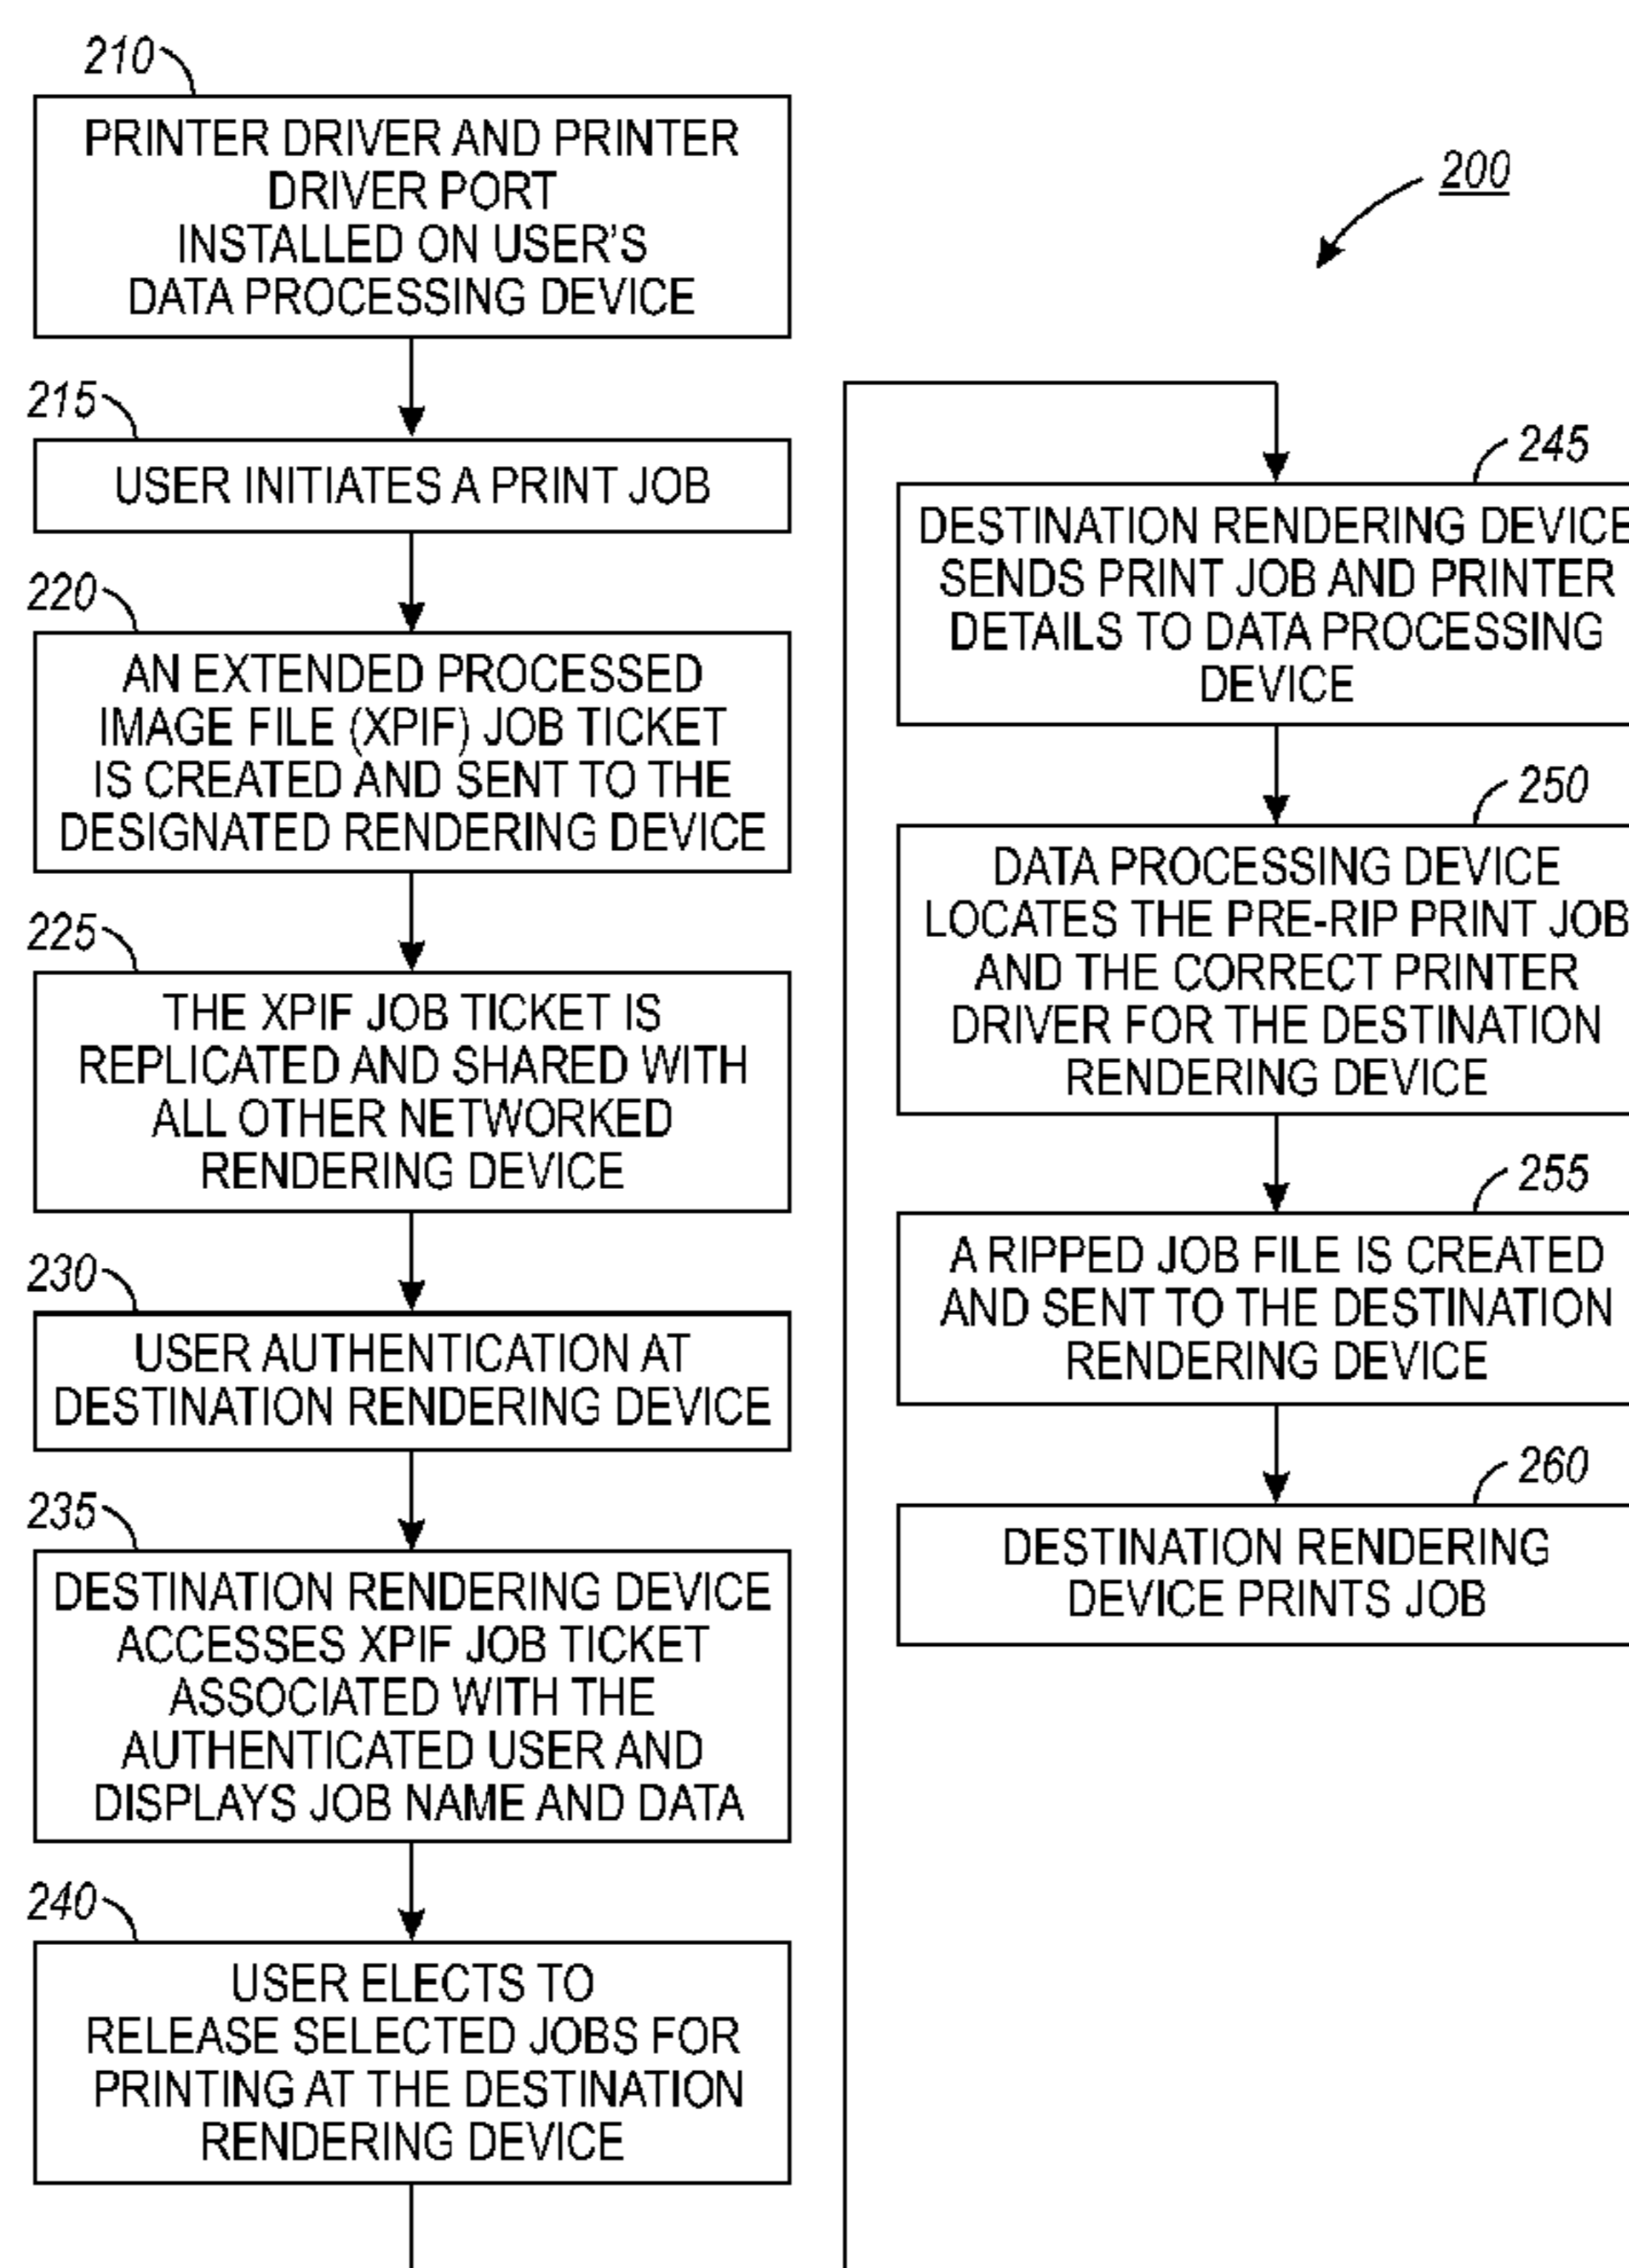 210
PRINTER DRIVER AND PRINTER
DRIVER PORT
INSTALLED ON USER'S
DATA PROCESSING DEVICE
200
215
USER INITIATES A PRINT JOB
220
AN EXTENDED PROCESSED
IMAGE FILE (XPIF) JOB TICKET
IS CREATED AND SENT TO THE
DESIGNATED RENDERING DEVICE
225
THE XPIF JOB TICKET IS
REPLICATED AND SHARED WITH
ALL OTHER NETWORKED
RENDERING DEVICE
230
USER AUTHENTICATION AT
DESTINATION RENDERING DEVICE
235
DESTINATION RENDERING DEVICE
ACCESSES XPIF JOB TICKET
ASSOCIATED WITH THE
AUTHENTICATED USER AND
DISPLAYS JOB NAME AND DATA
240
USER ELECTS TO
RELEASE SELECTED JOBS FOR
PRINTING AT THE DESTINATION
RENDERING DEVICE
245
DESTINATION RENDERING DEVICE
SENDS PRINT JOB AND PRINTER
DETAILS TO DATA PROCESSING
DEVICE
250
DATA PROCESSING DEVICE
LOCATES THE PRE-RIP PRINT JOB
AND THE CORRECT PRINTER
DRIVER FOR THE DESTINATION
RENDERING DEVICE
255
A RIPPED JOB FILE IS CREATED
AND SENT TO THE DESTINATION
RENDERING DEVICE
260
DESTINATION RENDERING
DEVICE PRINTS JOB